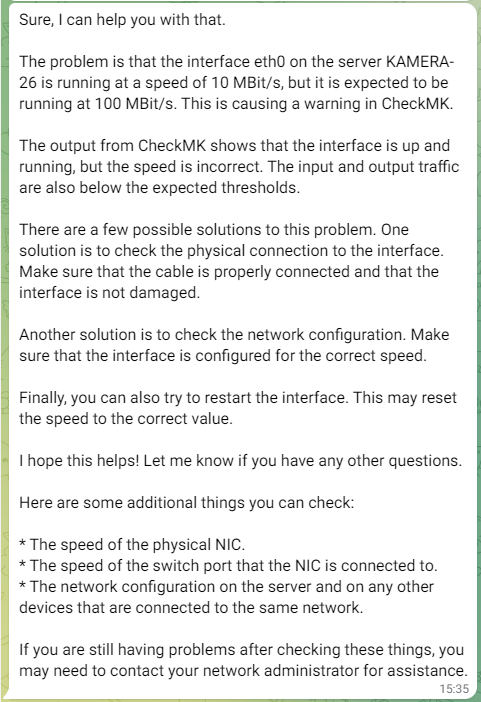 Sure, I can help you with that.
The problem is that the interface eth0 on the server KAMERA-
26 is running at a speed of 10 MBit/s, but it is expected to be
running at 100 MBit/s. This is causing a warning in CheckMK.
The output from CheckMK shows that the interface is up and
running, but the speed is incorrect. The input and output traffic
are also below the expected thresholds.
There are a few possible solutions to this problem. One
solution is to check the physical connection to the interface.
Make sure that the cable is properly connected and that the
interface is not damaged.
Another solution is to check the network configuration. Make
sure that the interface is configured for the correct speed.
Finally, you can also try to restart the interface. This may reset
the speed to the correct value.
I hope this helps! Let me know if you have any other questions.
Here are some additional things you can check:
* The speed of the physical NIC.
* The speed of the switch port that the NIC is connected to.
* The network configuration on the server and on any other
devices that are connected to the same network.
If you are still having problems after checking these things, you
may need to contact your network administrator for assistance.
15:35